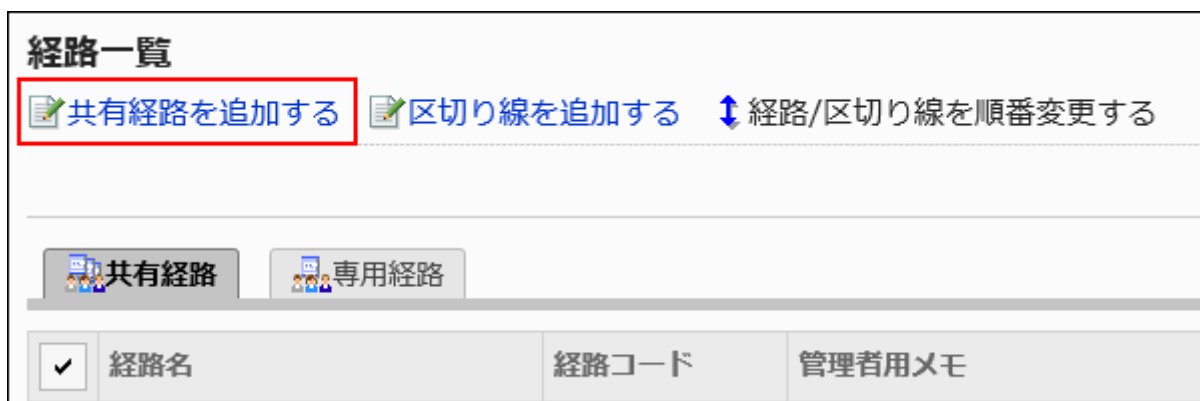 経路一覧
共有経路を追加する 区切り線を追加する 経路/区切り線を順番変更する
共有経路 専用経路
経路名 経路コード 管理者用メモ